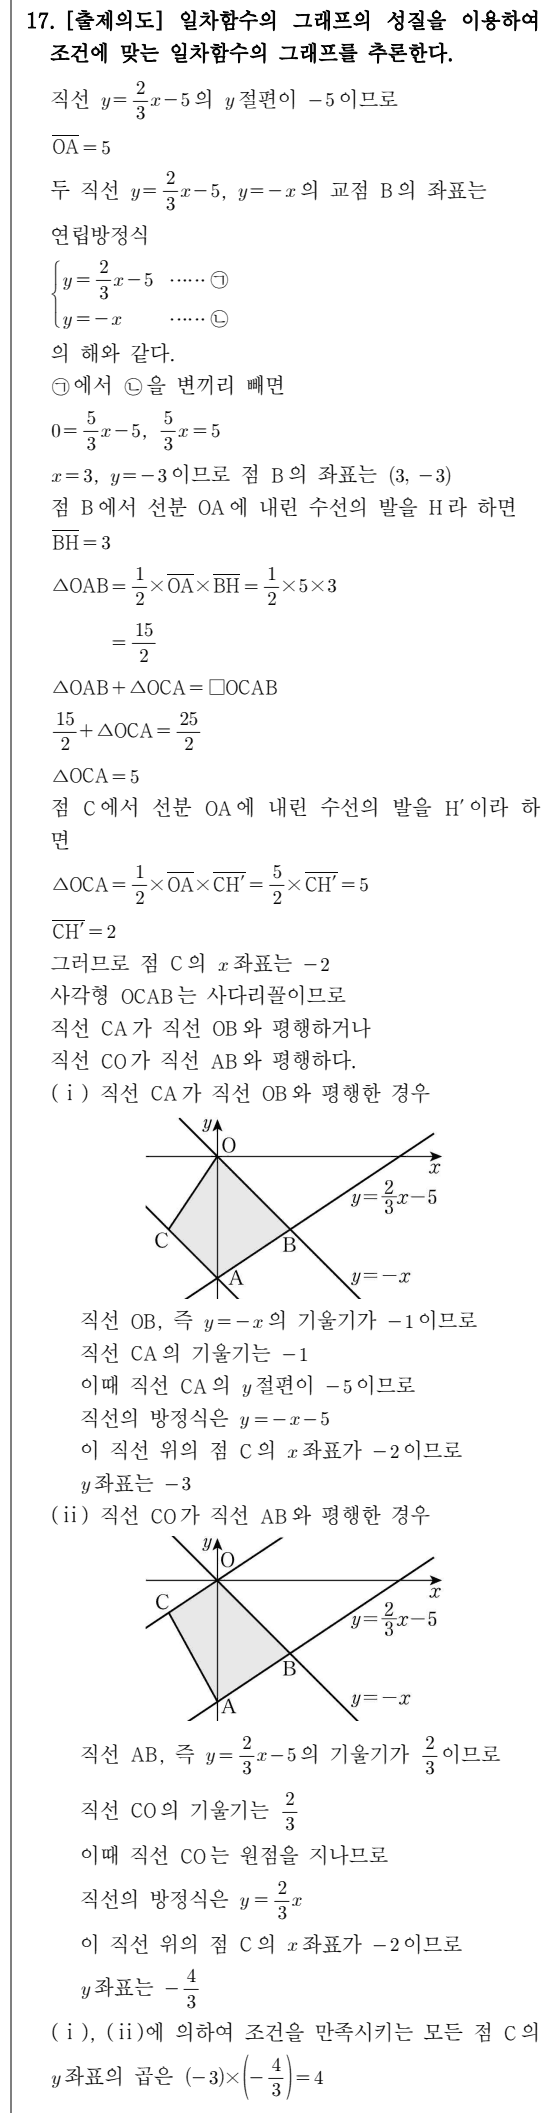 17. [출제의도] 일차함수의 그래프의 성질을 이용하여
조건에 맞는 일차함수의 그래프를 추론한다.
직선 y=2/3x-5의 y절편이 -5이므로
O̅A̅=5
두 직선 y=2/3x-5, y=-x의 교점 B의 좌표는
연립방정식
{y=2/3x-5 ······ ㉠
y=-x ······ ㉡
의 해와 같다.
㉠에서 ㉡을 변끼리 빼면
0=5/3x-5, 5/3x=5
x=3, y=-3이므로 점 B의 좌표는 (3, -3)
점 B에서 선분 OA에 내린 수선의 발을 H라 하면
B̅H̅=3
△OAB=1/2×O̅A̅×B̅H̅=1/2×5×3
=15/2
△OAB+△OCA=□OCAB
15/2+△OCA=25/2
△OCA=5
점 C에서 선분 OA에 내린 수선의 발을 H′이라 하
면
△OCA=1/2×O̅A̅×C̅H̅′=5/2×C̅H̅′=5
C̅H̅′=2
그러므로 점 C의 x좌표는 -2
사각형 OCAB는 사다리꼴이므로
직선 CA가 직선 OB와 평행하거나
직선 CO가 직선 AB와 평행하다.
(ⅰ) 직선 CA가 직선 OB와 평행한 경우
y
O
x
y=2/3x-5
C
B
A
y=-x
직선 OB, 즉 y=-x의 기울기가 -1이므로
직선 CA의 기울기는 -1
이때 직선 CA의 y절편이 -5이므로
직선의 방정식은 y=-x-5
이 직선 위의 점 C의 x좌표가 -2이므로
y좌표는 -3
(ⅱ) 직선 CO가 직선 AB와 평행한 경우
y
O
x
C
y=2/3x-5
B
A
y=-x
직선 AB, 즉 y=2/3x-5의 기울기가 2/3이므로
직선 CO의 기울기는 2/3
이때 직선 CO는 원점을 지나므로
직선의 방정식은 y=2/3x
이 직선 위의 점 C의 x좌표가 -2이므로
y좌표는 -4/3
(ⅰ), (ⅱ)에 의하여 조건을 만족시키는 모든 점 C의
y좌표의 곱은 (-3)×(-4/3)=4